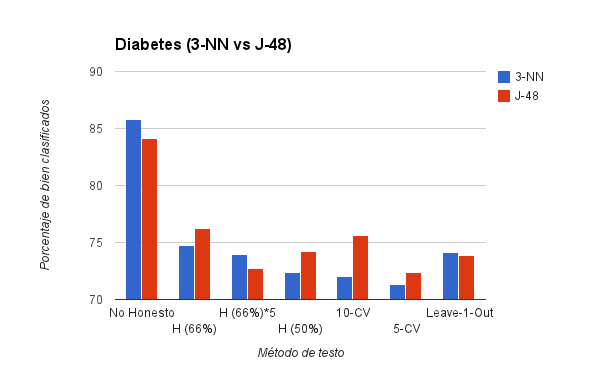 Diabetes (3-NN vs J-48)
90
85
80
75
70
Porcentaje de bien clasificados
3-NN
J-48
No Honesto
H (66%)
H (66%)*5
H (50%)
10-CV
5-CV
Leave-1-Out
Método de testo